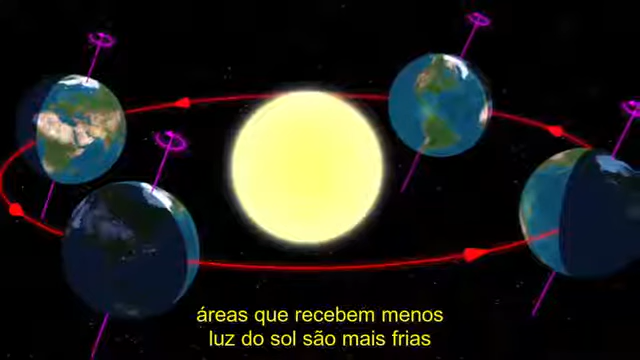 áreas que recebem menos
luz do sol são mais frias